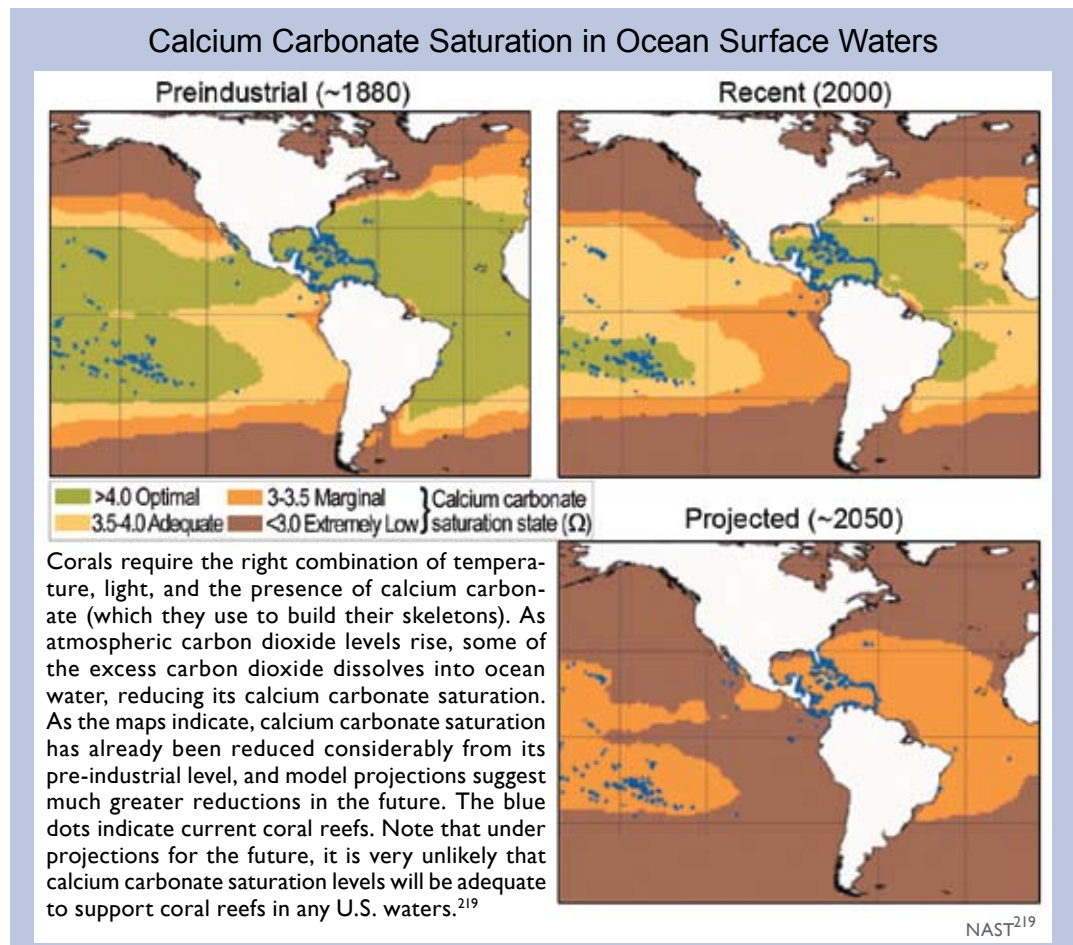 Calcium Carbonate Saturation in Ocean Surface Waters
Preindustrial (~1880)
Recent (2000)
>4.0 Optimal
3-3.5 Marginal
3.5-4.0 Adequate
<3.0 Extremely Low
Calcium carbonate
saturation state (Ω)
Projected (~2050)
Corals require the right combination of tempera-
ture, light, and the presence of calcium carbon-
ate (which they use to build their skeletons). As
atmospheric carbon dioxide levels rise, some of
the excess carbon dioxide dissolves into ocean
water, reducing its calcium carbonate saturation.
As the maps indicate, calcium carbonate saturation
has already been reduced considerably from its
pre-industrial level, and model projections suggest
much greater reductions in the future. The blue
dots indicate current coral reefs. Note that under
projections for the future, it is very unlikely that
calcium carbonate saturation levels will be adequate
to support coral reefs in any U.S. waters.219
NAST219